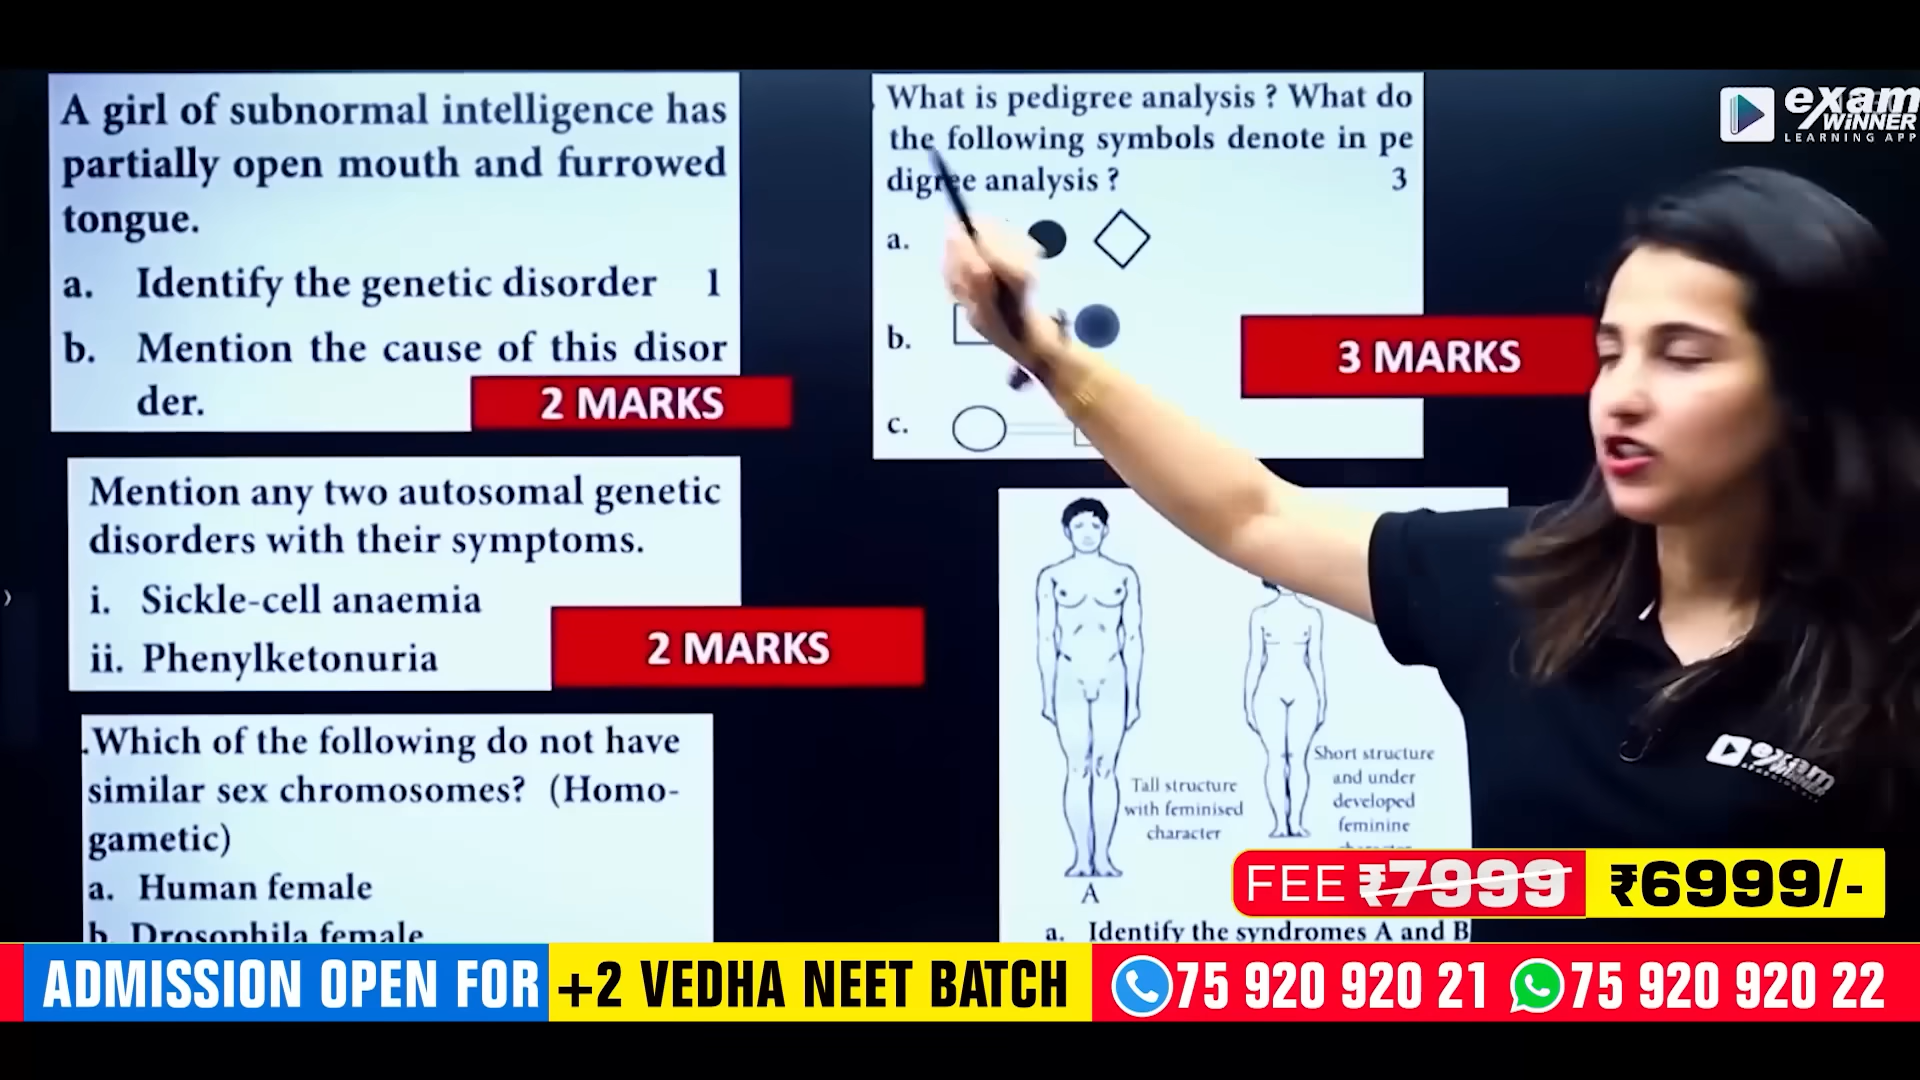 A girl of subnormal intelligence has
partially open mouth and furrowed
tongue.
a. Identify the genetic disorder 1
b. Mention the cause of this disor
der.
2 MARKS
Mention any two autosomal genetic
disorders with their symptoms.
i. Sickle-cell anaemia
ii. Phenylketonuria
2 MARKS
.Which of the following do not have
similar sex chromosomes? (Homo-
gametic)
a. Human female
b. Drosophila female
What is pedigree analysis ? What do
the following symbols denote in pe
digree analysis ? 3
a.
b.
c.
3 MARKS
Tall structure
with feminised
character
A
Short structure
and under
developed
feminine
a. Identify the syndromes A and B
exam
WiNNER
LEARNING APP
exam
WiNNER
FEE ₹7999 ₹6999/-
ADMISSION OPEN FOR +2 VEDHA NEET BATCH 75 920 920 21 75 920 920 22